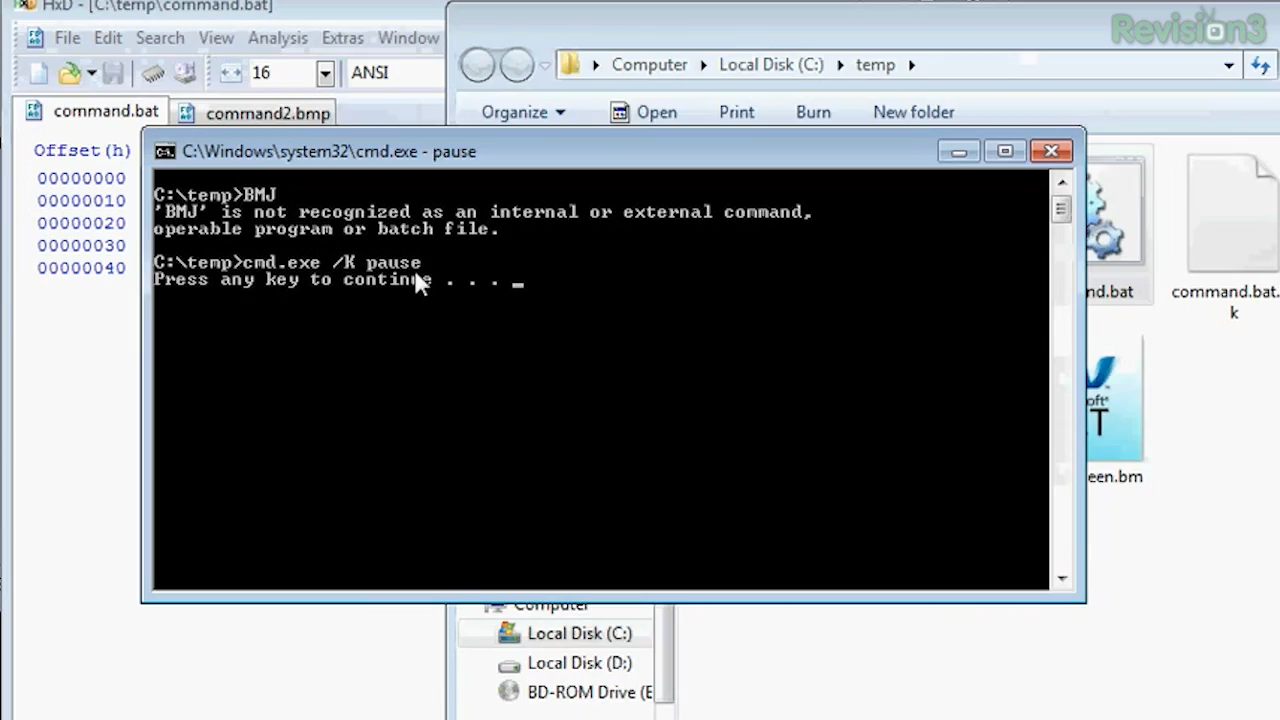 HxD - [C:\temp\command.bat]
Revision3
File Edit Search View Analysis Extras Window
Computer Local Disk (C:) temp
16 ANSI
command.bat command2.bmp
Organize Open Print Burn New folder
Offset(h)
00000000
00000010
00000020
00000030
00000040
C:\Windows\system32\cmd.exe - pause
C:\temp>BMJ
'BMJ' is not recognized as an internal or external command,
operable program or batch file.
C:\temp>cmd.exe /K pause
Press any key to continue . . . _
nd.bat
command.bat.
k
oft
T
een.bm
Computer
Local Disk (C:)
Local Disk (D:)
BD-ROM Drive (E